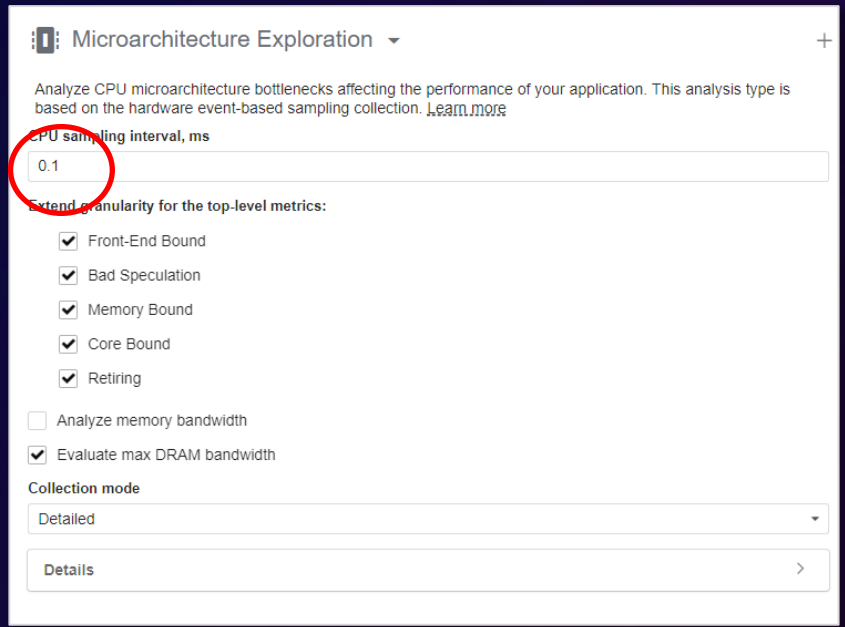 Microarchitecture Exploration
Analyze CPU microarchitecture bottlenecks affecting the performance of your application. This analysis type is
based on the hardware event-based sampling collection. Learn more
CPU sampling interval, ms
0.1
Extend granularity for the top-level metrics:
Front-End Bound
Bad Speculation
Memory Bound
Core Bound
Retiring
Analyze memory bandwidth
Evaluate max DRAM bandwidth
Collection mode
Detailed
Details